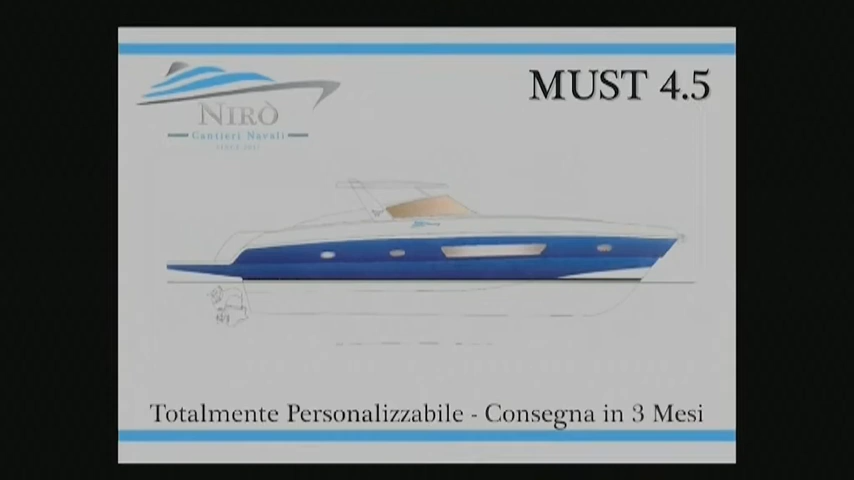 MUST 4.5
NIRÒ
Cantieri Navali
Totalmente Personalizzabile - Consegna in 3 Mesi